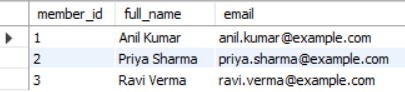 member_id full_name email
1 Anil Kumar anil.kumar@example.com
2 Priya Sharma priya.sharma@example.com
3 Ravi Verma ravi.verma@example.com